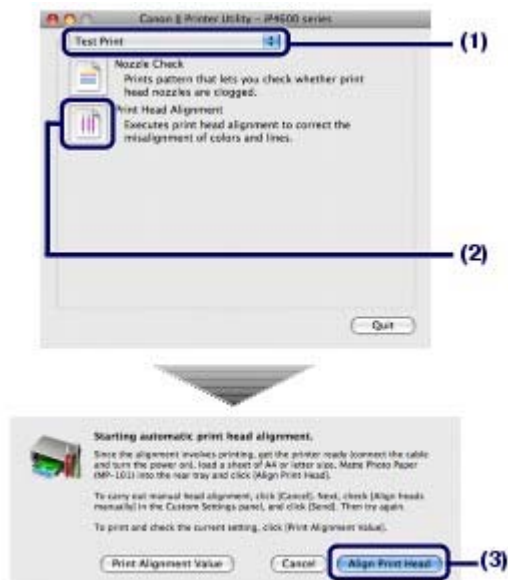 Canon IJ Printer Utility - iP4600 series
Test Print
(1)
Nozzle Check
Prints pattern that lets you check whether print
head nozzles are clogged.
Print Head Alignment
Executes print head alignment to correct the
misalignment of colors and lines.
(2)
Quit
Starting automatic print head alignment.
Since the alignment involves printing, get the printer ready (connect the cable
and turn the power on), load a sheet of A4 or letter size, Matte Photo Paper
(MP-101) into the rear tray and click [Align Print Head].
To carry out manual head alignment, click [Cancel]. Next, check [Align heads
manually] in the Custom Settings panel, and click [Send]. Then try again.
To print and check the current setting, click [Print Alignment Value].
Print Alignment Value
Cancel
Align Print Head
(3)